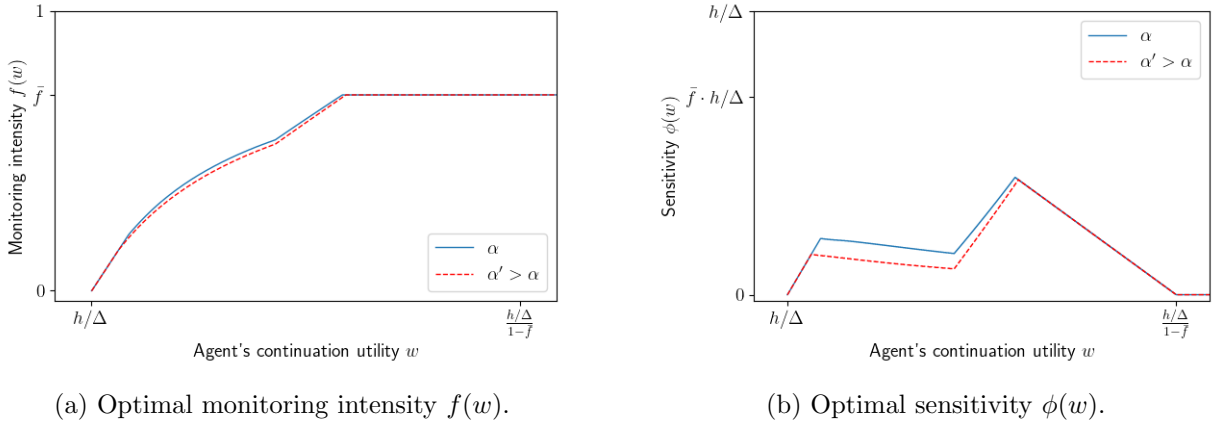 1
f̄
0
Monitoring intensity f(w)
α
α′ > α
h/Δ
h/Δ
1−f̄
Agent's continuation utility w
(a) Optimal monitoring intensity f(w).
h/Δ
f̄ · h/Δ
0
Sensitivity ϕ(w)
α
α′ > α
h/Δ
h/Δ
1−f̄
Agent's continuation utility w
(b) Optimal sensitivity ϕ(w).